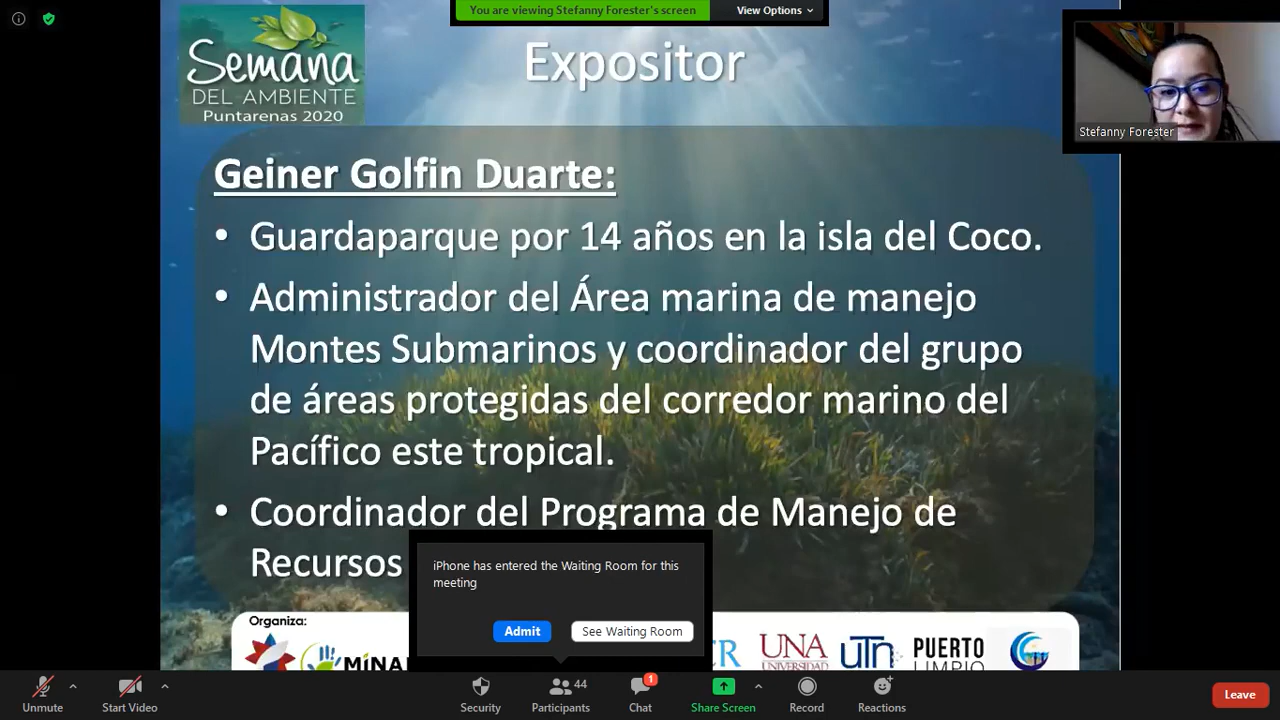 You are viewing Stefanny Forester's screen
View Options
Semana
DEL AMBIENTE
Puntarenas 2020
Expositor
Stefanny Forester
Geiner Golfin Duarte:
• Guardaparque por 14 años en la isla del Coco.
• Administrador del Área marina de manejo
Montes Submarinos y coordinador del grupo
de áreas protegidas del corredor marino del
Pacífico este tropical.
• Coordinador del Programa de Manejo de
Recursos
iPhone has entered the Waiting Room for this
meeting
Admit
See Waiting Room
Organiza:
UNA
UNIVERSIDAD
UTN
PUERTO
LIMPIO
Unmute
Start Video
Security
44
Participants
1
Chat
Share Screen
Record
Reactions
Leave